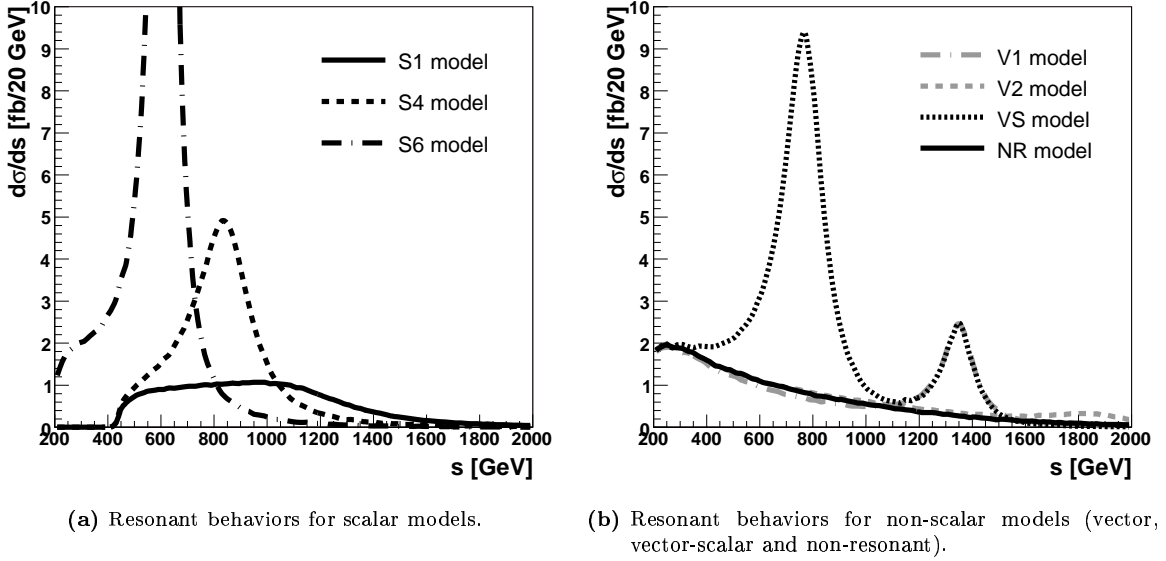 dσ/ds [fb/20 GeV]
10
9
8
7
6
5
4
3
2
1
0
S1 model
S4 model
S6 model
200 400 600 800 1000 1200 1400 1600 1800 2000
s [GeV]
(a) Resonant behaviors for scalar models.
dσ/ds [fb/20 GeV]
10
9
8
7
6
5
4
3
2
1
0
V1 model
V2 model
VS model
NR model
200 400 600 800 1000 1200 1400 1600 1800 2000
s [GeV]
(b) Resonant behaviors for non-scalar models (vector,
vector-scalar and non-resonant).